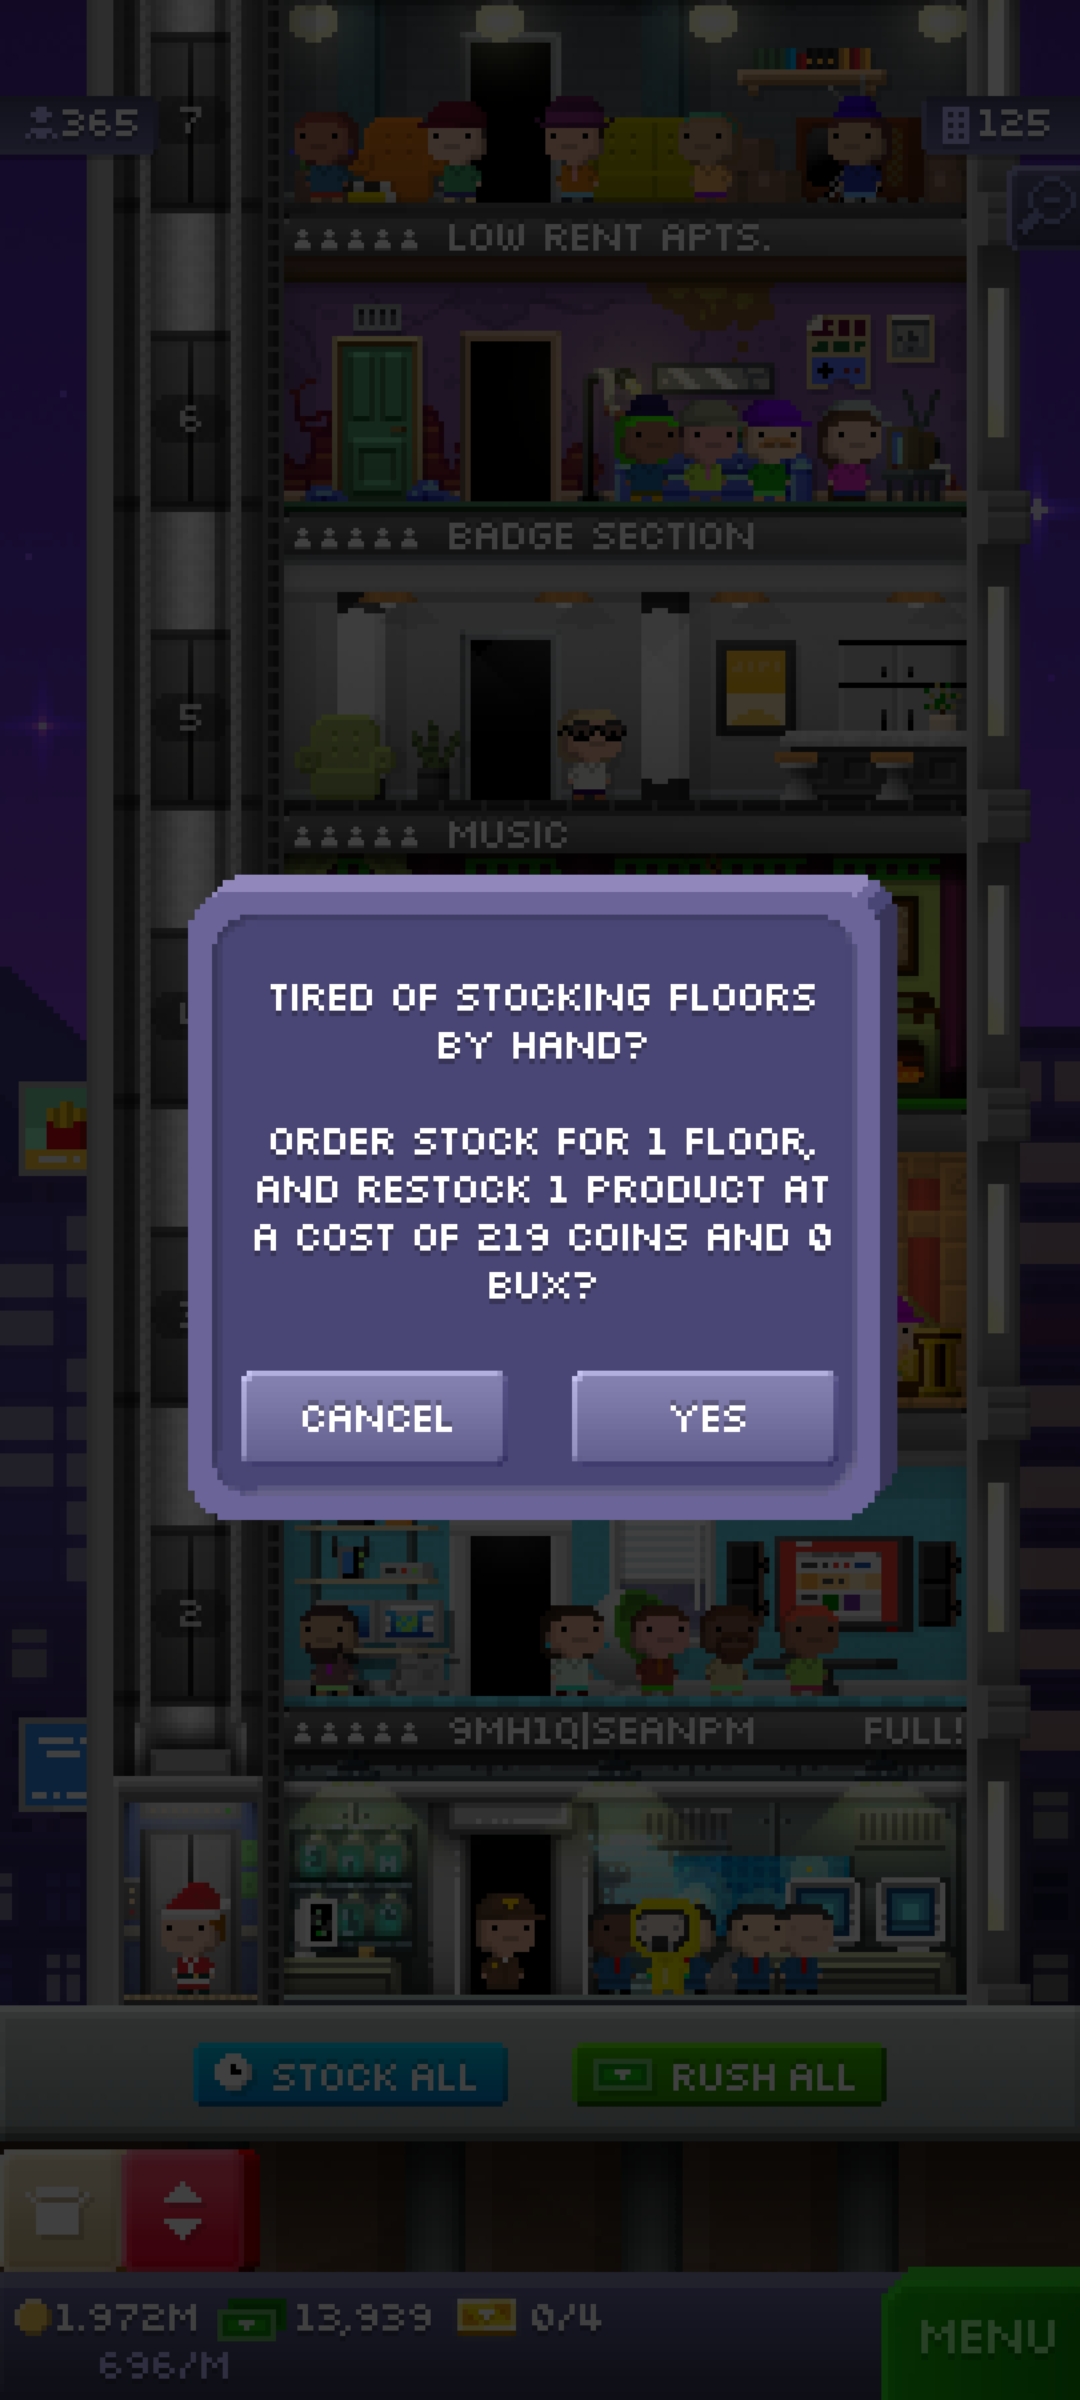 365
7
125
LOW RENT APTS.
6
BADGE SECTION
5
MUSIC
TIRED OF STOCKING FLOORS
BY HAND?
ORDER STOCK FOR 1 FLOOR,
AND RESTOCK 1 PRODUCT AT
A COST OF 219 COINS AND 0
BUX?
CANCEL
YES
2
9MH1Q|SEANPM
FULL!
STOCK ALL
RUSH ALL
1.972M
13,939
0/4
696/M
MENU